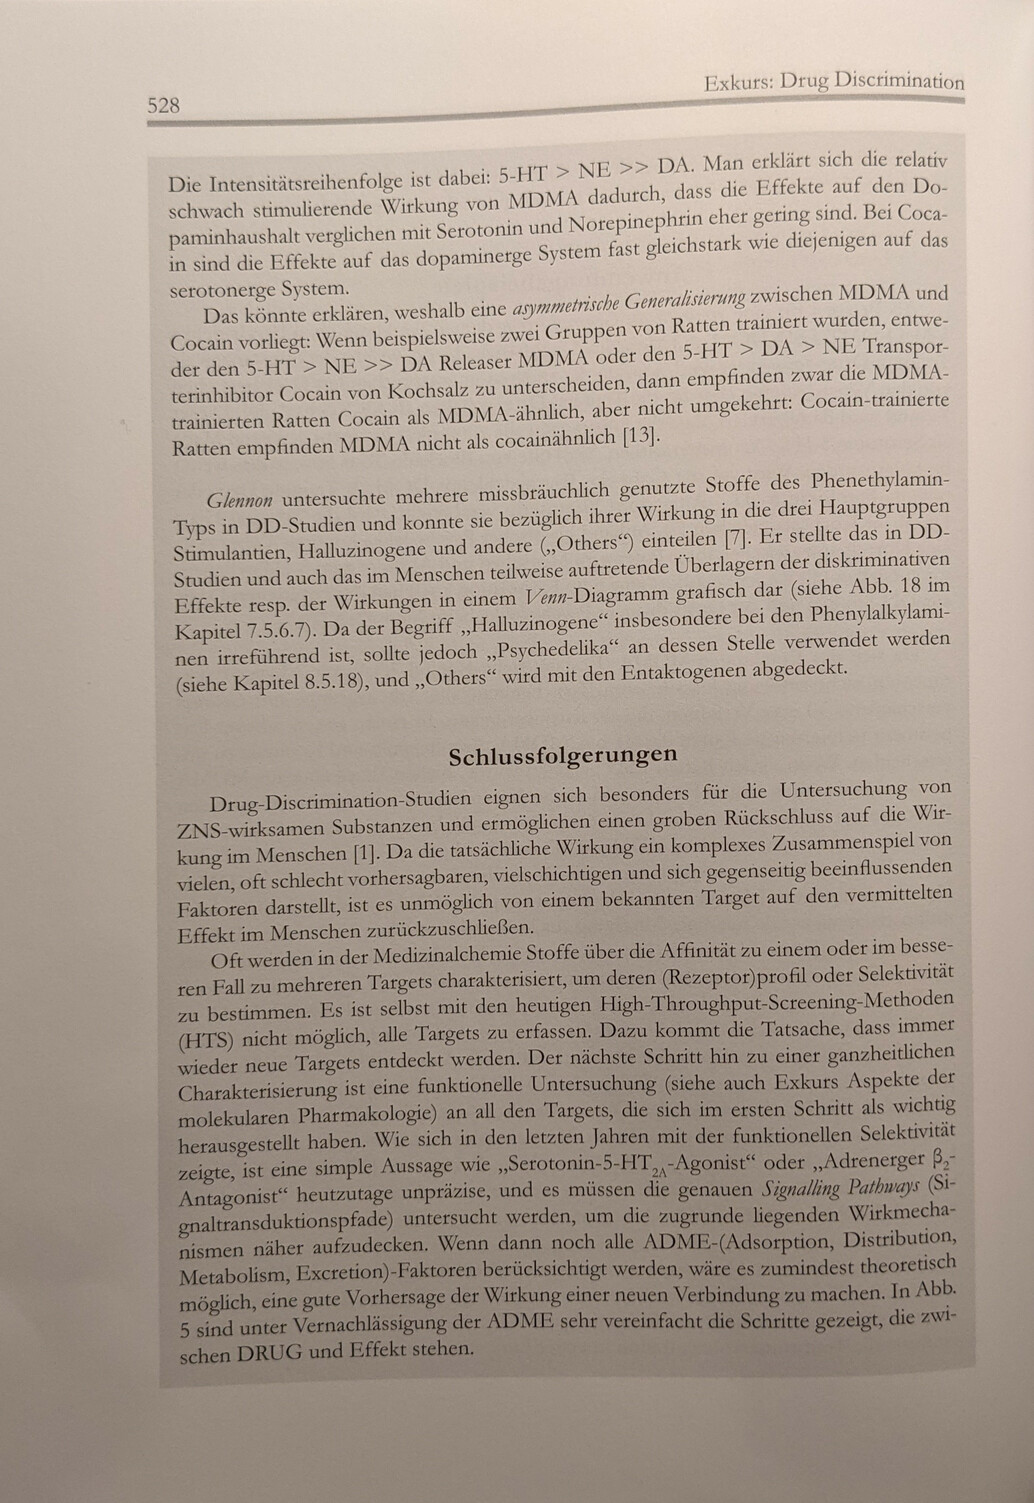 Exkurs: Drug Discrimination
528
Die Intensitätsreihenfolge ist dabei: 5-HT > NE >> DA. Man erklärt sich die relativ
schwach stimulierende Wirkung von MDMA dadurch, dass die Effekte auf den Do-
paminhaushalt verglichen mit Serotonin und Norepinephrin eher gering sind. Bei Coca-
in sind die Effekte auf das dopaminerge System fast gleichstark wie diejenigen auf das
serotonerge System.
Das könnte erklären, weshalb eine asymmetrische Generalisierung zwischen MDMA und
Cocain vorliegt: Wenn beispielsweise zwei Gruppen von Ratten trainiert wurden, entwe-
der den 5-HT > NE >> DA Releaser MDMA oder den 5-HT > DA > NE Transpor-
terinhibitor Cocain von Kochsalz zu unterscheiden, dann empfinden zwar die MDMA-
trainierten Ratten Cocain als MDMA-ähnlich, aber nicht umgekehrt: Cocain-trainierte
Ratten empfinden MDMA nicht als cocainähnlich [13].
Glennon untersuchte mehrere missbräuchlich genutzte Stoffe des Phenethylamin-
Typs in DD-Studien und konnte sie bezüglich ihrer Wirkung in die drei Hauptgruppen
Stimulantien, Halluzinogene und andere („Others“) einteilen [7]. Er stellte das in DD-
Studien und auch das im Menschen teilweise auftretende Überlagern der diskriminativen
Effekte resp. der Wirkungen in einem Venn-Diagramm grafisch dar (siehe Abb. 18 im
Kapitel 7.5.6.7). Da der Begriff „Halluzinogene“ insbesondere bei den Phenylalkylami-
nen irreführend ist, sollte jedoch „Psychedelika“ an dessen Stelle verwendet werden
(siehe Kapitel 8.5.18), und „Others“ wird mit den Entaktogenen abgedeckt.
Schlussfolgerungen
Drug-Discrimination-Studien eignen sich besonders für die Untersuchung von
ZNS-wirksamen Substanzen und ermöglichen einen groben Rückschluss auf die Wir-
kung im Menschen [1]. Da die tatsächliche Wirkung ein komplexes Zusammenspiel von
vielen, oft schlecht vorhersagbaren, vielschichtigen und sich gegenseitig beeinflussenden
Faktoren darstellt, ist es unmöglich von einem bekannten Target auf den vermittelten
Effekt im Menschen zurückzuschließen.
Oft werden in der Medizinalchemie Stoffe über die Affinität zu einem oder im besse-
ren Fall zu mehreren Targets charakterisiert, um deren (Rezeptor)profil oder Selektivität
zu bestimmen. Es ist selbst mit den heutigen High-Throughput-Screening-Methoden
(HTS) nicht möglich, alle Targets zu erfassen. Dazu kommt die Tatsache, dass immer
wieder neue Targets entdeckt werden. Der nächste Schritt hin zu einer ganzheitlichen
Charakterisierung ist eine funktionelle Untersuchung (siehe auch Exkurs Aspekte der
molekularen Pharmakologie) an all den Targets, die sich im ersten Schritt als wichtig
herausgestellt haben. Wie sich in den letzten Jahren mit der funktionellen Selektivität
zeigte, ist eine simple Aussage wie „Serotonin-5-HT2A-Agonist“ oder „Adrenerger β2-
Antagonist“ heutzutage unpräzise, und es müssen die genauen Signalling Pathways (Si-
gnaltransduktionspfade) untersucht werden, um die zugrunde liegenden Wirkmecha-
nismen näher aufzudecken. Wenn dann noch alle ADME-(Adsorption, Distribution,
Metabolism, Excretion)-Faktoren berücksichtigt werden, wäre es zumindest theoretisch
möglich, eine gute Vorhersage der Wirkung einer neuen Verbindung zu machen. In Abb.
5 sind unter Vernachlässigung der ADME sehr vereinfacht die Schritte gezeigt, die zwi-
schen DRUG und Effekt stehen.